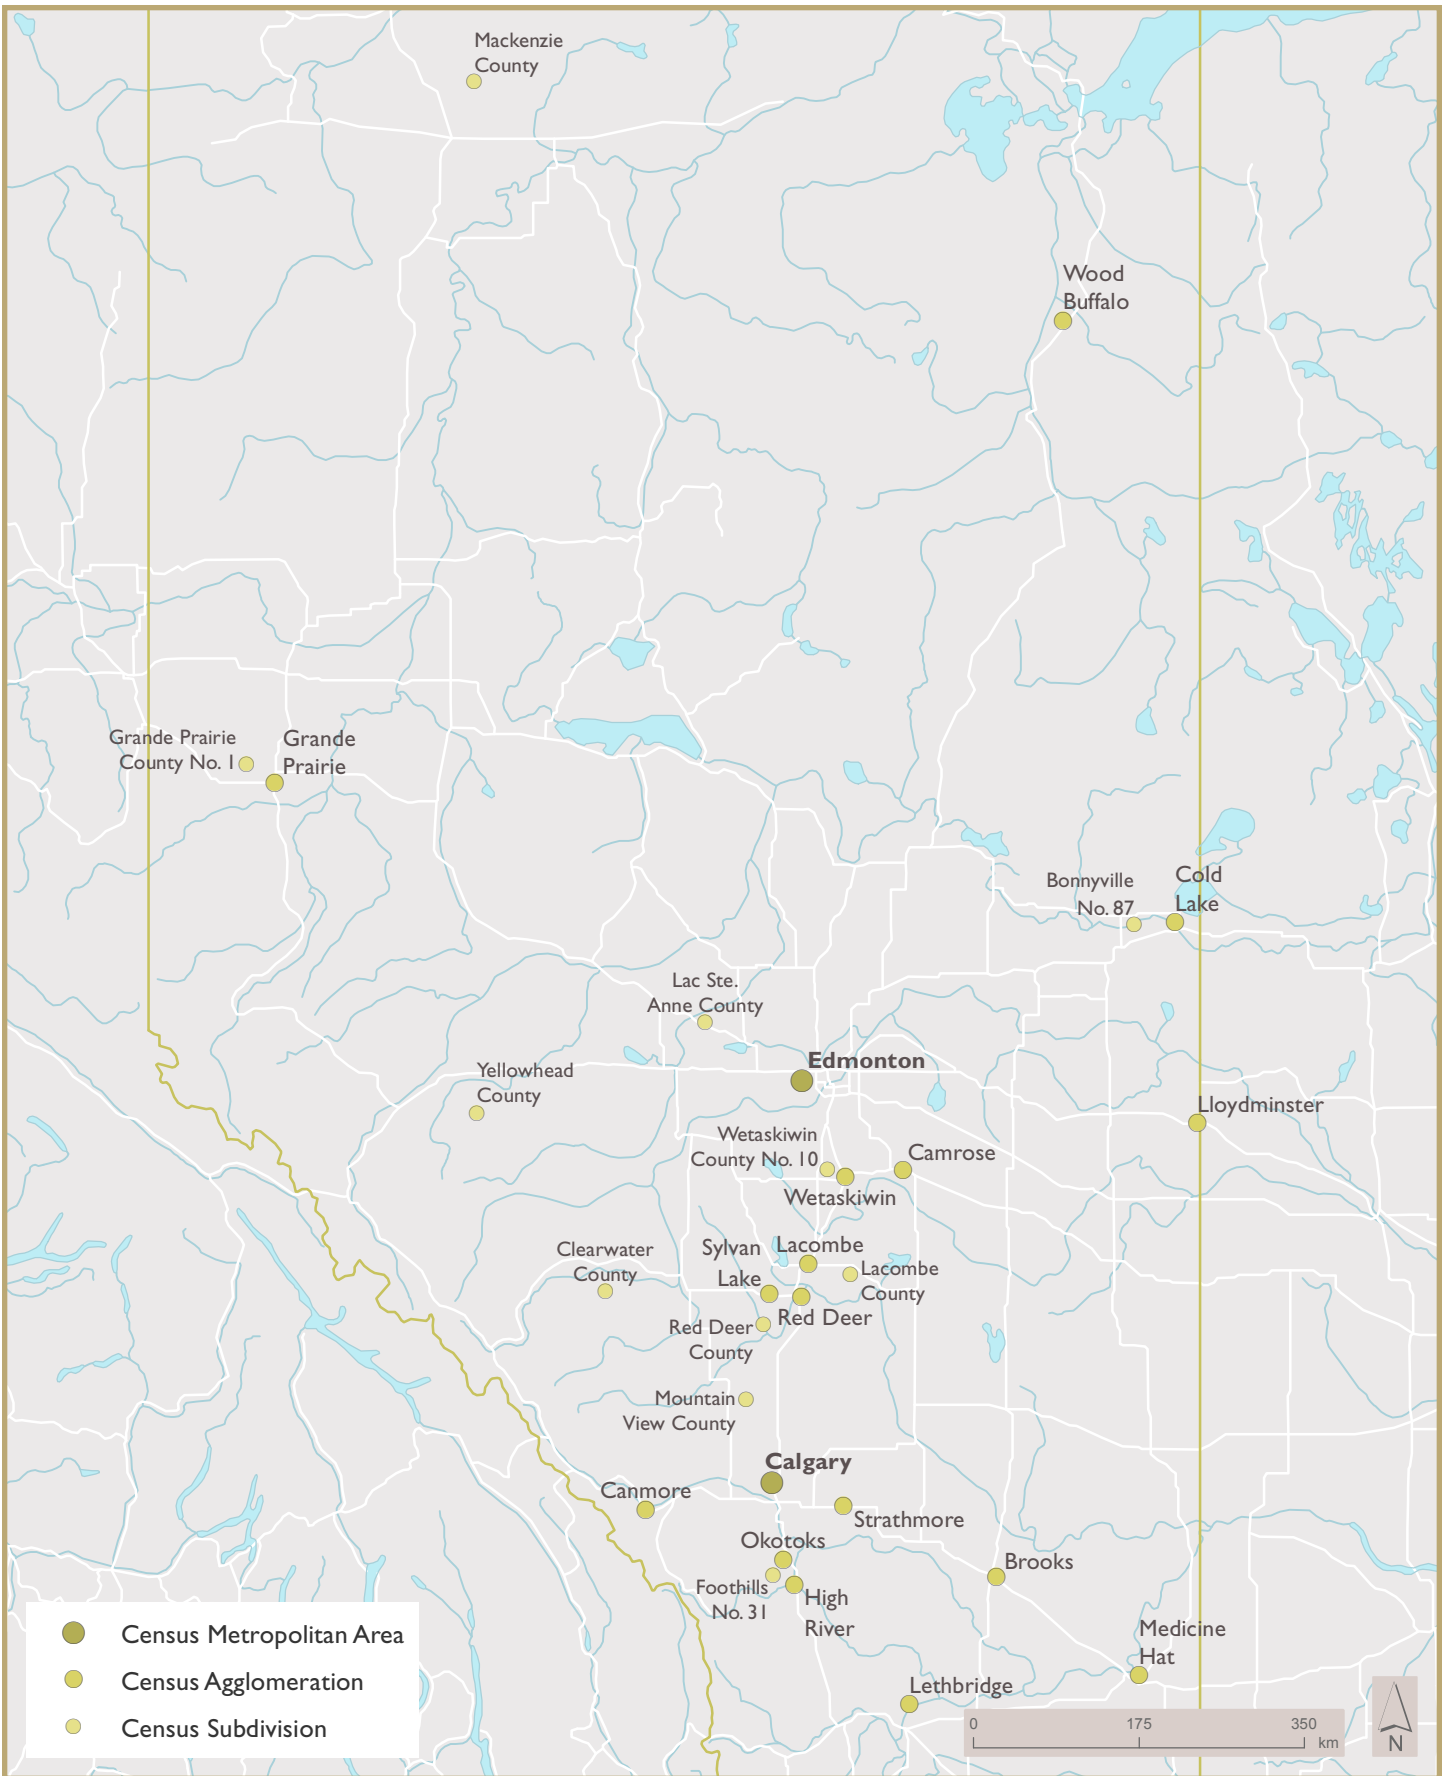 Mackenzie
County
Wood
Buffalo
Grande Prairie
County No. 1
Grande
Prairie
Bonnyville
No. 87
Cold
Lake
Lac Ste.
Anne County
Edmonton
Yellowhead
County
Lloydminster
Wetaskiwin
County No. 10
Camrose
Wetaskiwin
Clearwater
County
Sylvan
Lake
Lacombe
Lacombe
County
Red Deer
Red Deer
County
Mountain
View County
Calgary
Canmore
Strathmore
Okotoks
Foothills
No. 31
High
River
Brooks
Medicine
Hat
Lethbridge
Census Metropolitan Area
Census Agglomeration
Census Subdivision
0 175 350
km
N